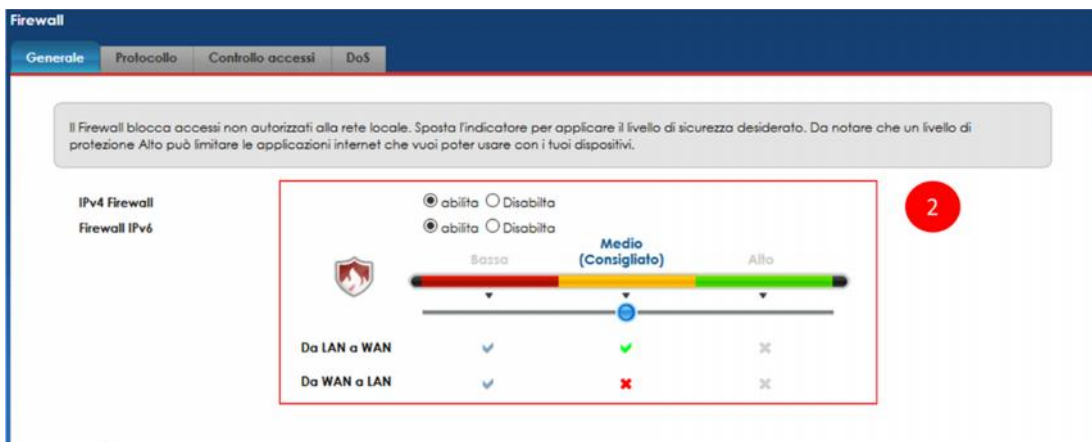 Firewall
Generale Protocollo Controllo accessi DoS
Il Firewall blocca accessi non autorizzati alla rete locale. Sposta l'indicatore per applicare il livello di sicurezza desiderato. Da notare che un livello di
protezione Alto può limitare le applicazioni internet che vuoi poter usare con i tuoi dispositivi.
IPv4 Firewall abilita Disabilta
Firewall IPv6 abilita Disabilta
2
Bassa Medio (Consigliato) Alto
Da LAN a WAN
Da WAN a LAN